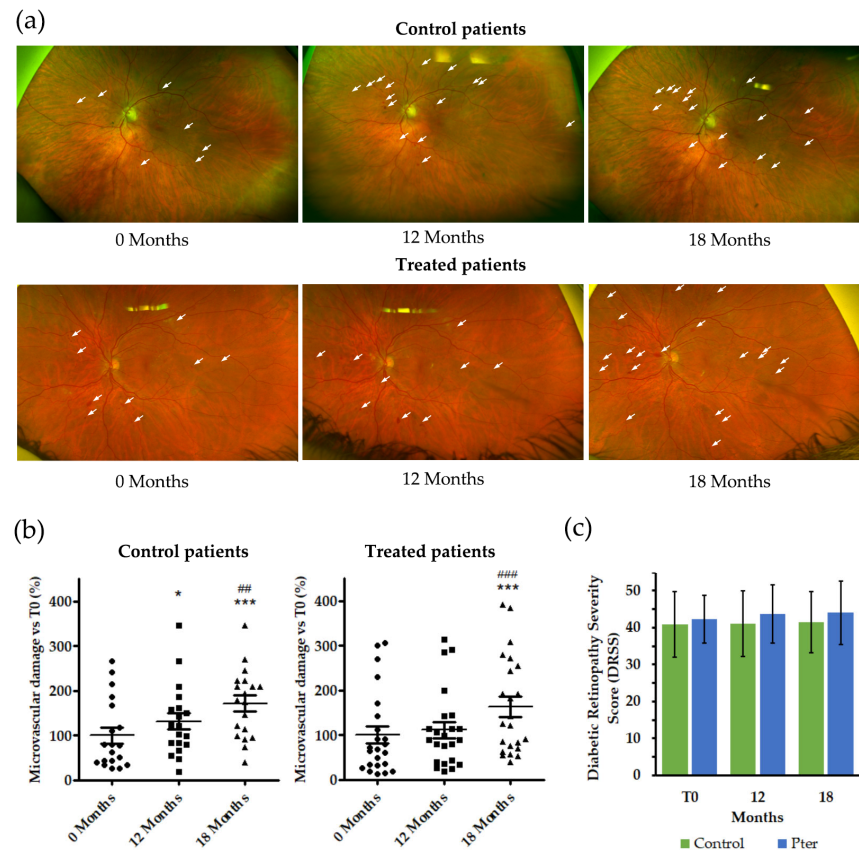 (a)
Control patients
0 Months
12 Months
18 Months
Treated patients
0 Months
12 Months
18 Months
(b)
Control patients
Microvascular damage vs T0 (%)
400
300
200
100
0
*
##
***
0 Months
12 Months
18 Months
Treated patients
Microvascular damage vs T0 (%)
400
300
200
100
0
###
***
0 Months
12 Months
18 Months
(c)
Diabetic Retinopathy Severity
Score (DRSS)
50
40
40
30
20
10
0
T0
12
18
Months
Control
Pter